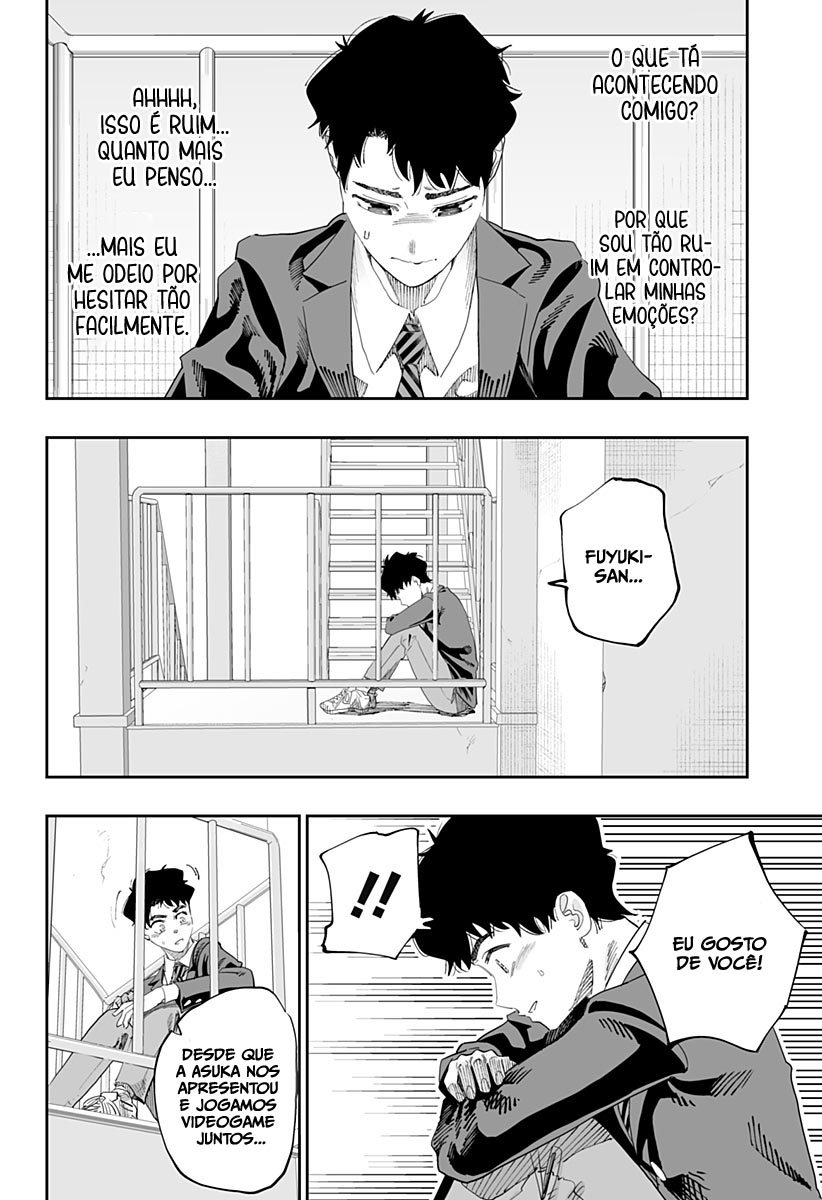 O QUE TÁ
ACONTECENDO
COMIGO?
POR QUE
SOU TÃO RU-
IM EM CONTRO-
LAR MINHAS
EMOÇÕES?
AHHHH,
ISSO É RUIM...
QUANTO MAIS
EU PENSO...
...MAIS EU
ME ODEIO POR
HESITAR TÃO
FACILMENTE.
FUYUKI-
SAN...
EU GOSTO
DE VOCÊ!
!!
DESDE QUE
A ASUKA NOS
APRESENTOU
E JOGAMOS
VIDEOGAME
JUNTOS...